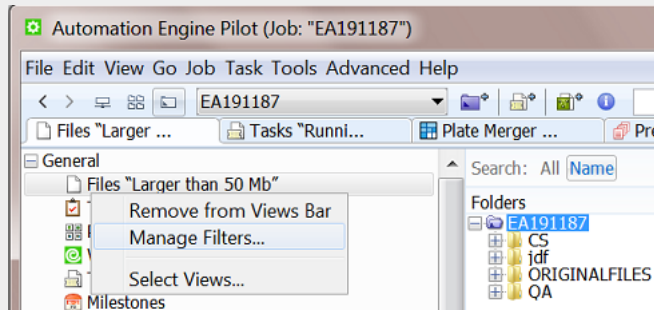 Automation Engine Pilot (Job: "EA191187")
File Edit View Go Job Task Tools Advanced Help
EA191187
Files "Larger ...
Tasks "Runni...
Plate Merger ...
Pre
General
Files "Larger than 50 Mb"
Remove from Views Bar
Manage Filters...
Select Views...
Milestones
Search: All Name
Folders
EA191187
CS
jdf
ORIGINALFILES
QA